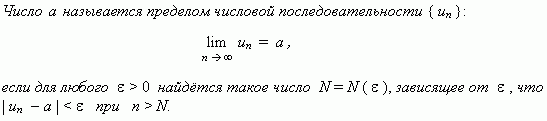 Число a называется пределом числовой последовательности { uₙ }:
lim uₙ = a ,
n → ∞
если для любого ε > 0 найдётся такое число N = N ( ε ), зависящее от ε , что
| uₙ – a | < ε при n > N.